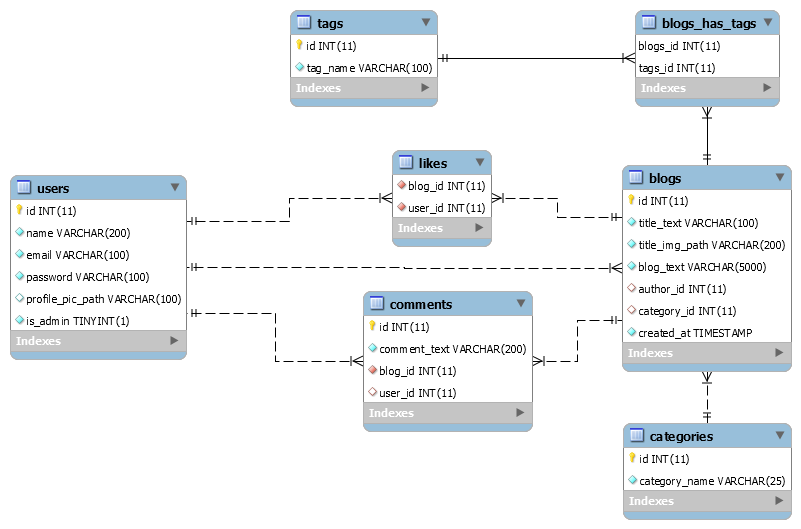 tags
id INT(11)
tag_name VARCHAR(100)
Indexes
blogs_has_tags
blogs_id INT(11)
tags_id INT(11)
Indexes
likes
blog_id INT(11)
user_id INT(11)
Indexes
users
id INT(11)
name VARCHAR(200)
email VARCHAR(100)
password VARCHAR(100)
profile_pic_path VARCHAR(100)
is_admin TINYINT(1)
Indexes
blogs
id INT(11)
title_text VARCHAR(100)
title_img_path VARCHAR(200)
blog_text VARCHAR(5000)
author_id INT(11)
category_id INT(11)
created_at TIMESTAMP
Indexes
comments
id INT(11)
comment_text VARCHAR(200)
blog_id INT(11)
user_id INT(11)
Indexes
categories
id INT(11)
category_name VARCHAR(25)
Indexes